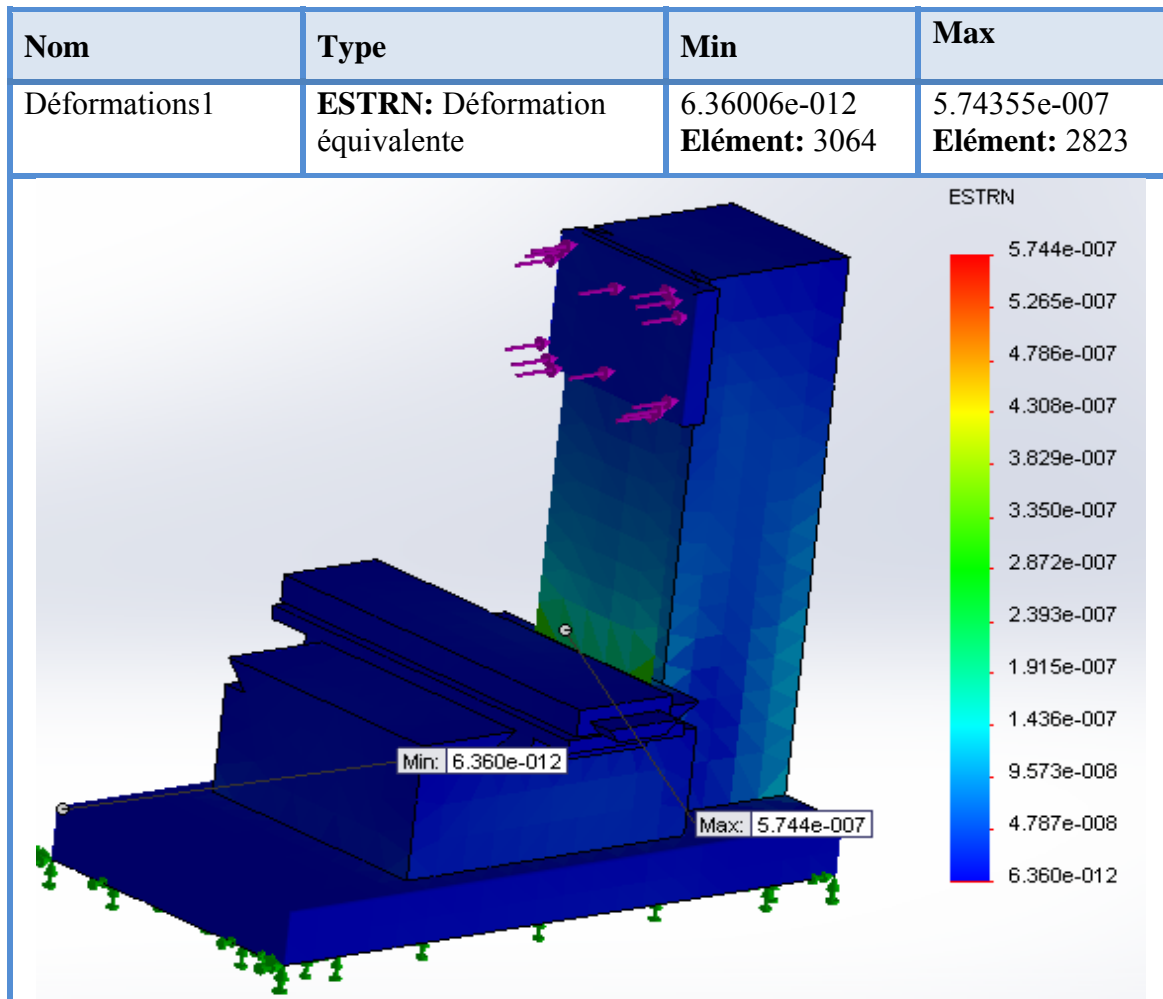 Nom Type Min Max
Déformations1 ESTRN: Déformation 6.36006e-012 5.74355e-007
équivalente Elément: 3064 Elément: 2823
ESTRN
5.744e-007
5.265e-007
4.786e-007
4.308e-007
3.829e-007
3.350e-007
2.872e-007
2.393e-007
1.915e-007
1.436e-007
9.573e-008
4.787e-008
6.360e-012
Min: 6.360e-012
Max: 5.744e-007